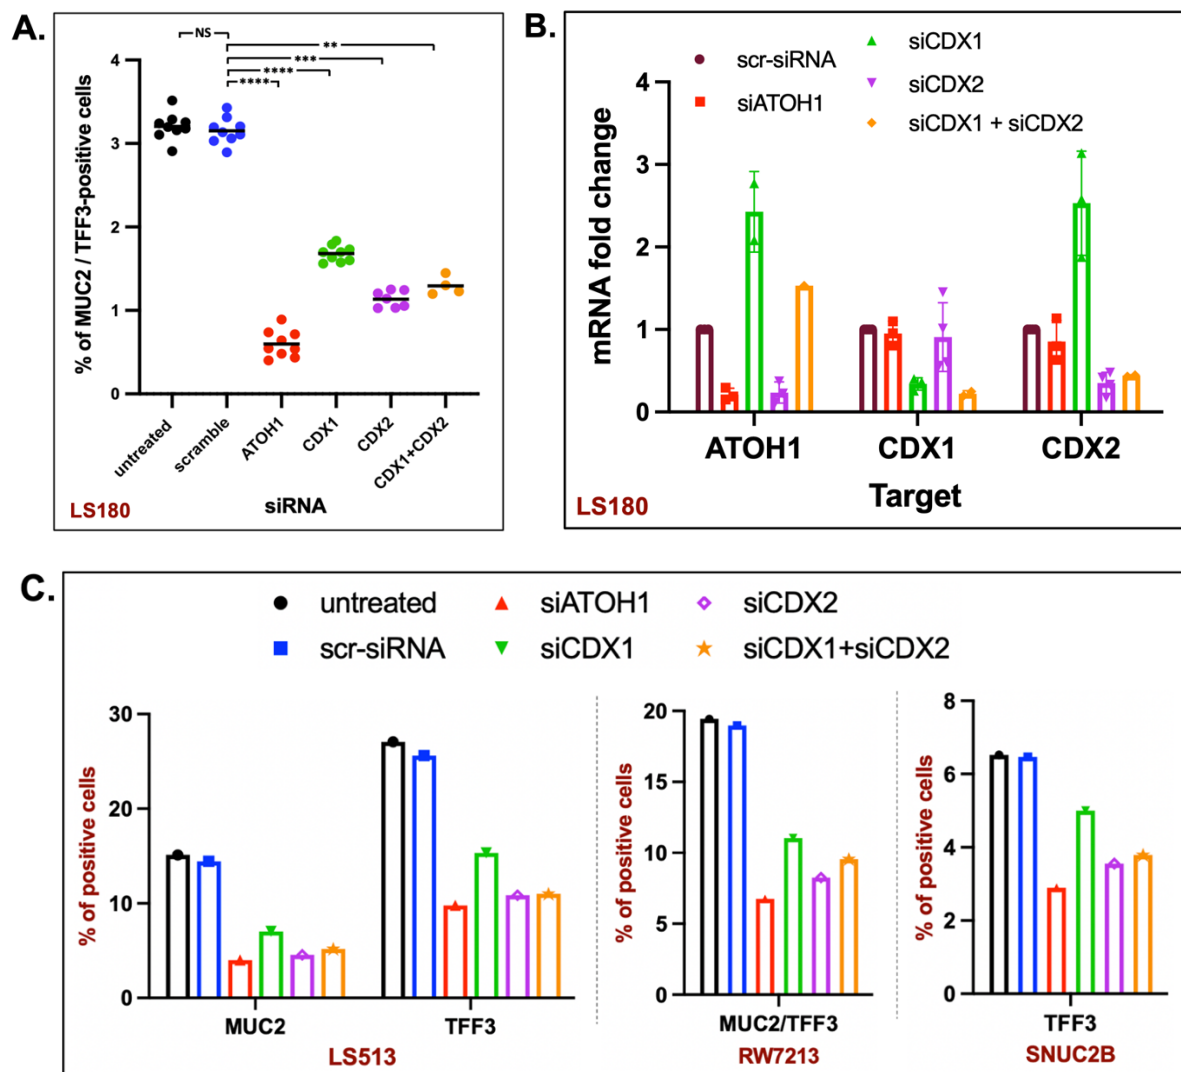 A.
NS
**
***
****
****
% of MUC2 / TFF3-positive cells
4
3
2
1
0
untreated
scramble
ATOH1
CDX1
CDX2
CDX1+CDX2
siRNA
LS180
B.
scr-siRNA
siATOH1
siCDX1
siCDX2
siCDX1 + siCDX2
mRNA fold change
4
3
2
1
0
ATOH1 CDX1 CDX2
Target
LS180
C.
untreated siATOH1 siCDX2
scr-siRNA siCDX1 siCDX1+siCDX2
% of positive cells
30
20
10
0
MUC2 TFF3
LS513
% of positive cells
20
15
10
5
0
MUC2/TFF3
RW7213
% of positive cells
8
6
4
2
0
TFF3
SNUC2B